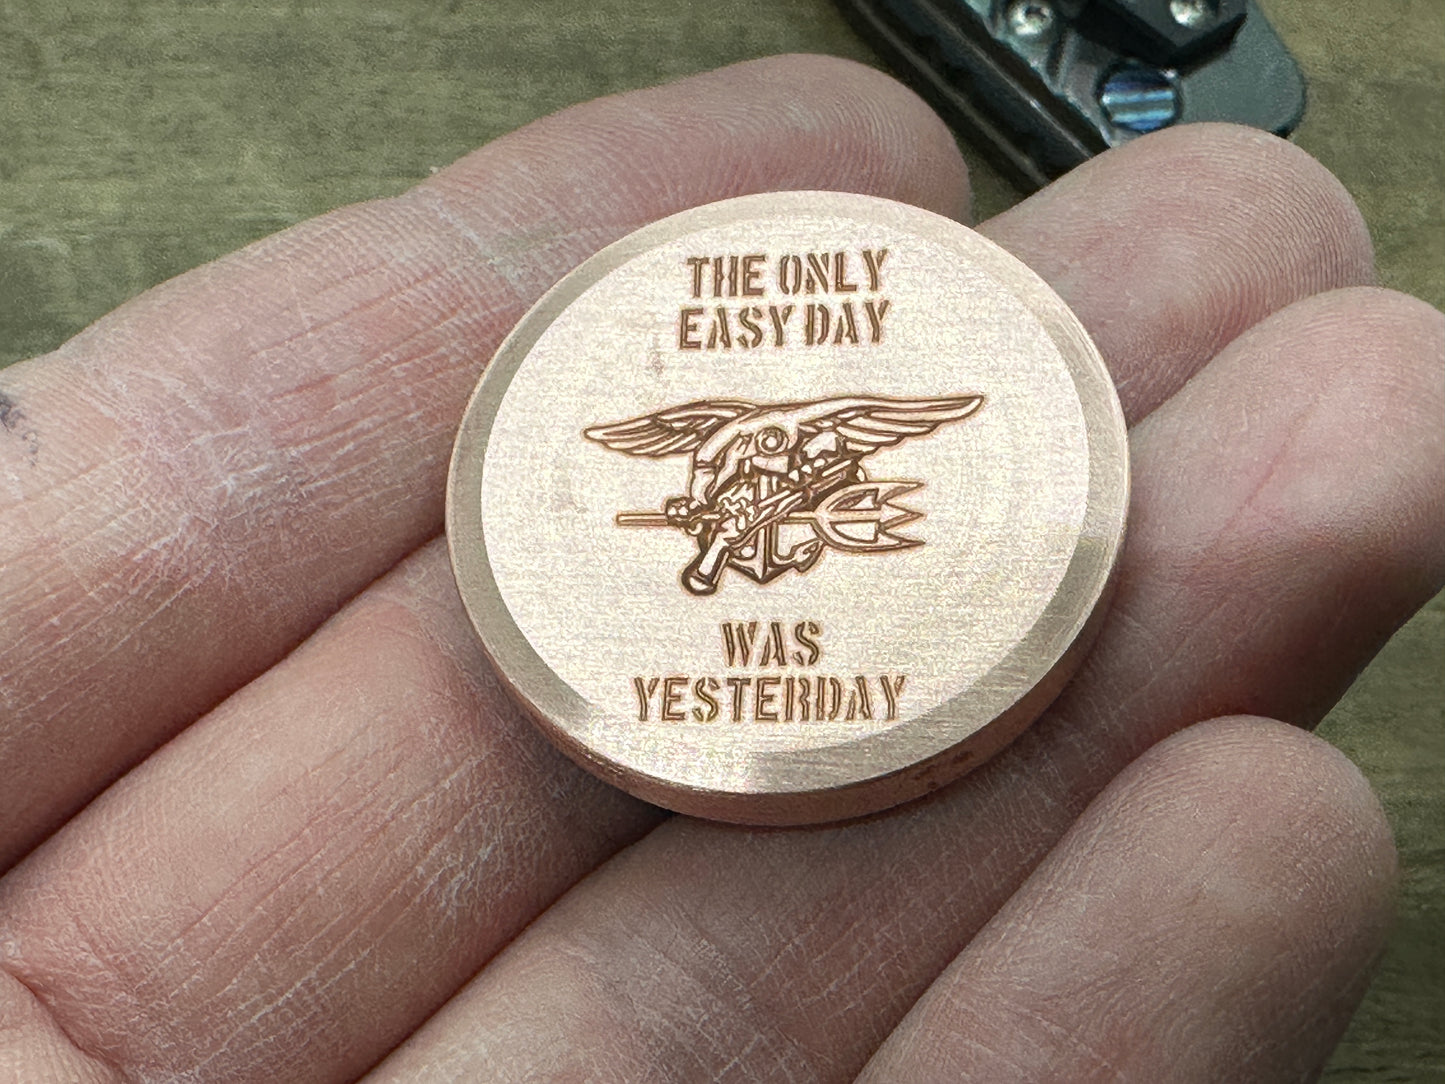 THE ONLY
EASY DAY
WAS
YESTERDAY